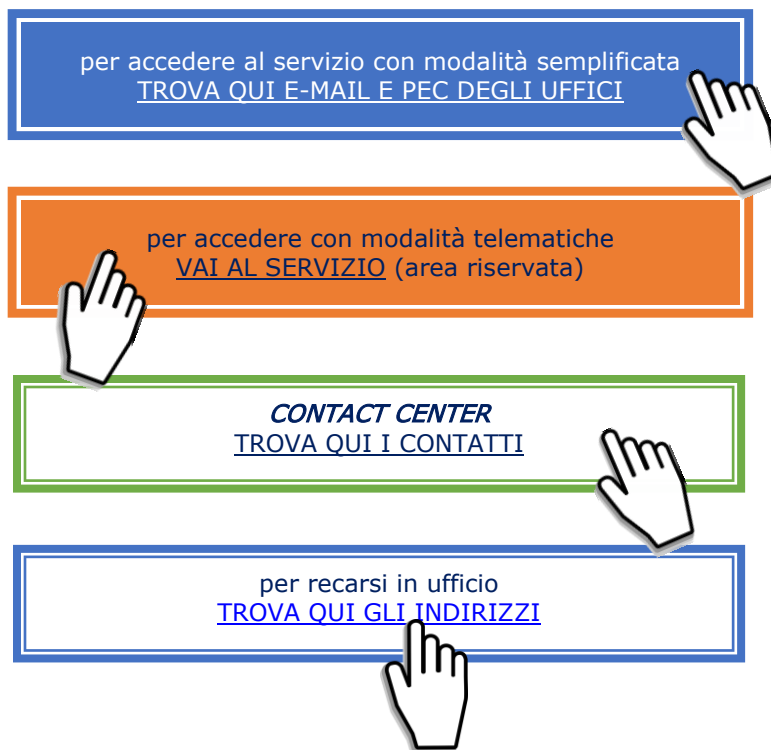 per accedere al servizio con modalità semplificata
TROVA QUI E-MAIL E PEC DEGLI UFFICI
per accedere con modalità telematiche
VAI AL SERVIZIO (area riservata)
CONTACT CENTER
TROVA QUI I CONTATTI
per recarsi in ufficio
TROVA QUI GLI INDIRIZZI